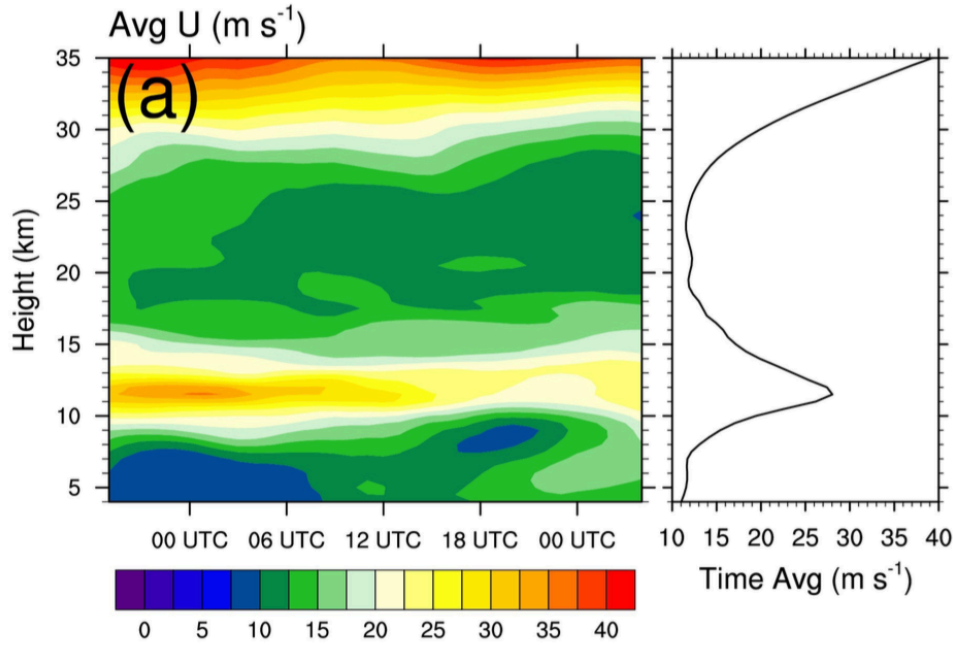 Avg U (m s⁻¹)
(a)
Height (km)
35
30
25
20
15
10
5
00 UTC 06 UTC 12 UTC 18 UTC 00 UTC
0 5 10 15 20 25 30 35 40
10 15 20 25 30 35 40
Time Avg (m s⁻¹)